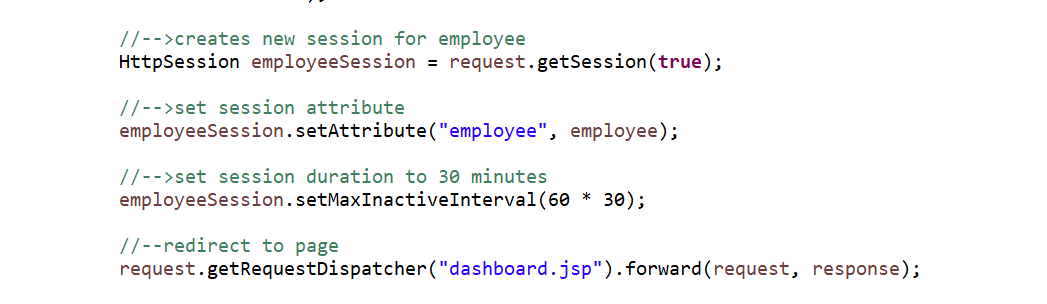 //-->creates new session for employee
HttpSession employeeSession = request.getSession(true);
//-->set session attribute
employeeSession.setAttribute("employee", employee);
//-->set session duration to 30 minutes
employeeSession.setMaxInactiveInterval(60 * 30);
//--redirect to page
request.getRequestDispatcher("dashboard.jsp").forward(request, response);